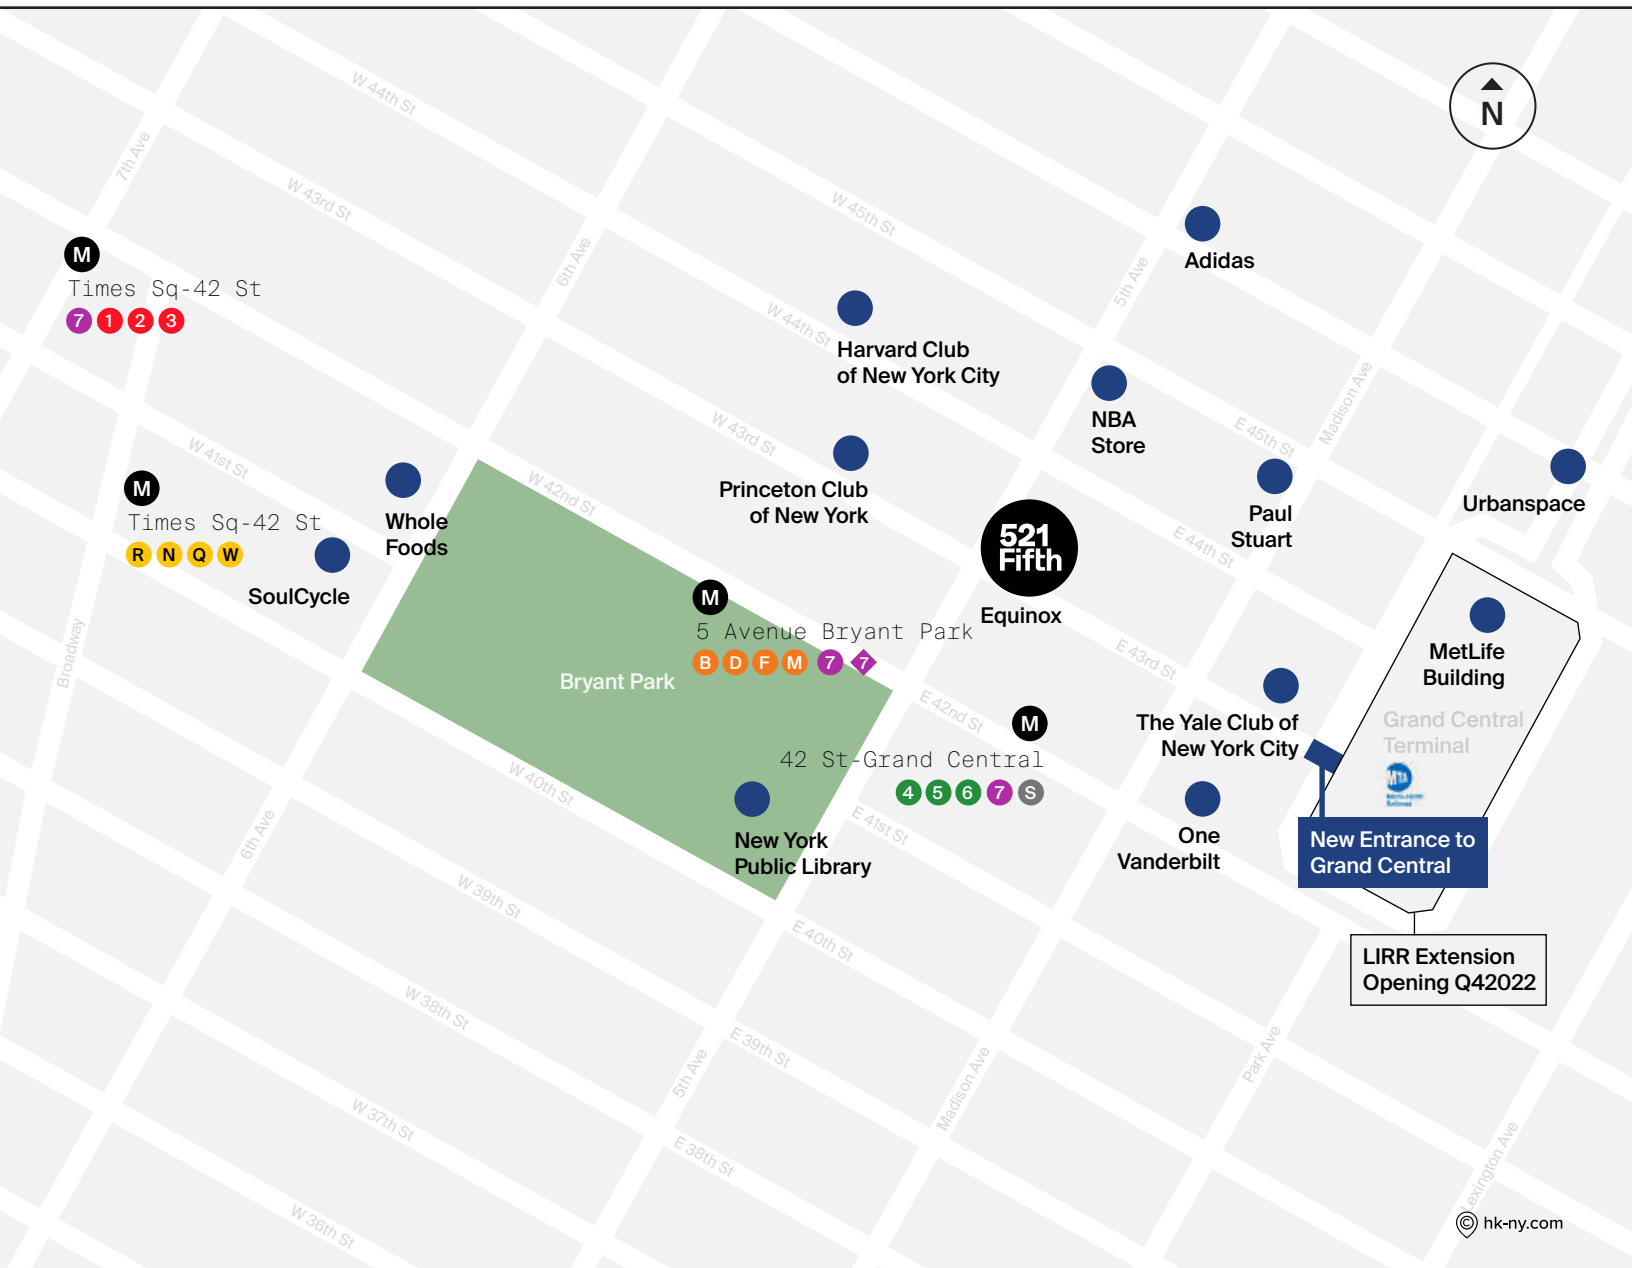 W 44th St
N
7th Ave
W 43rd St
W 45th St
6th Ave
5th Ave
Adidas
M
Times Sq-42 St
7 1 2 3
W 44th St
Harvard Club
of New York City
Madison Ave
NBA
Store
W 43rd St
E 45th St
W 41st St
Princeton Club
of New York
W 42nd St
Whole
Foods
M
Times Sq-42 St
R N Q W
SoulCycle
Paul
Stuart
Urbanspace
521
Fifth
Equinox
E 44th St
M
5 Avenue Bryant Park
B D F M 7 7
Bryant Park
E 43rd St
MetLife
Building
Grand Central
Terminal
MTA
Broadway
E 42nd St
M
42 St-Grand Central
4 5 6 7 S
The Yale Club of
New York City
W 40th St
New York
Public Library
E 41st St
One
Vanderbilt
New Entrance to
Grand Central
6th Ave
W 39th St
E 40th St
LIRR Extension
Opening Q42022
W 38th St
E 39th St
5th Ave
Madison Ave
Park Ave
W 37th St
E 38th St
Lexington Ave
W 36th St
© hk-ny.com